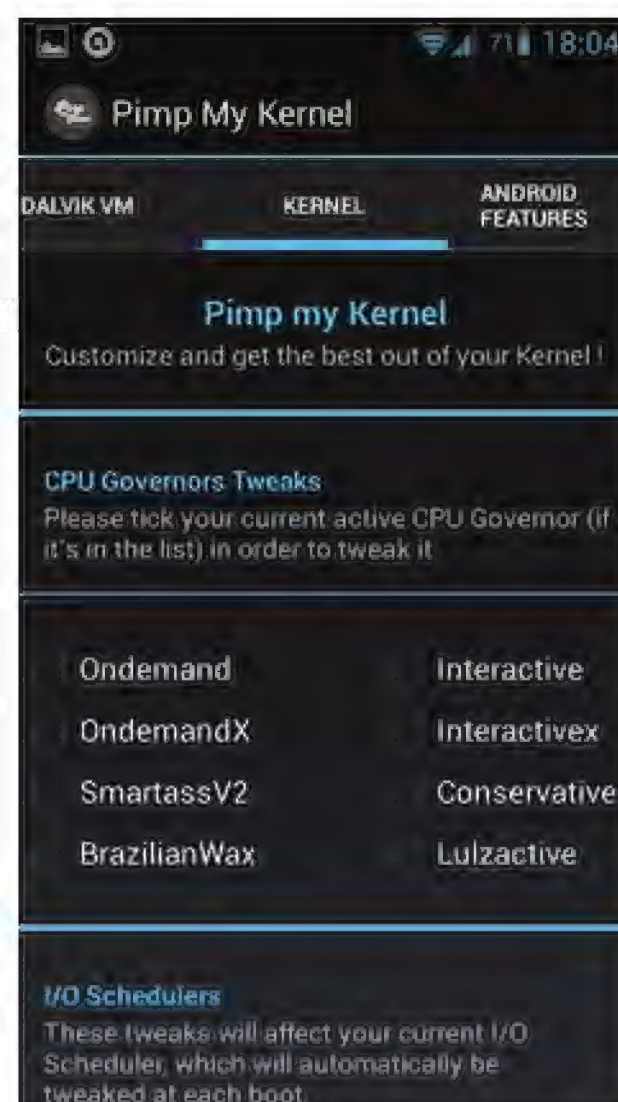 71 18:04
Pimp My Kernel
DALVIK VM KERNEL ANDROID FEATURES
Pimp my Kernel
Customize and get the best out of your Kernel !
CPU Governors Tweaks
Please tick your current active CPU Governor (if
it's in the list) in order to tweak it
Ondemand Interactive
OndemandX Interactivex
SmartassV2 Conservative
BrazilianWax Lulzactive
I/O Schedulers
These tweaks will affect your current I/O
Scheduler, which will automatically be
tweaked at each boot